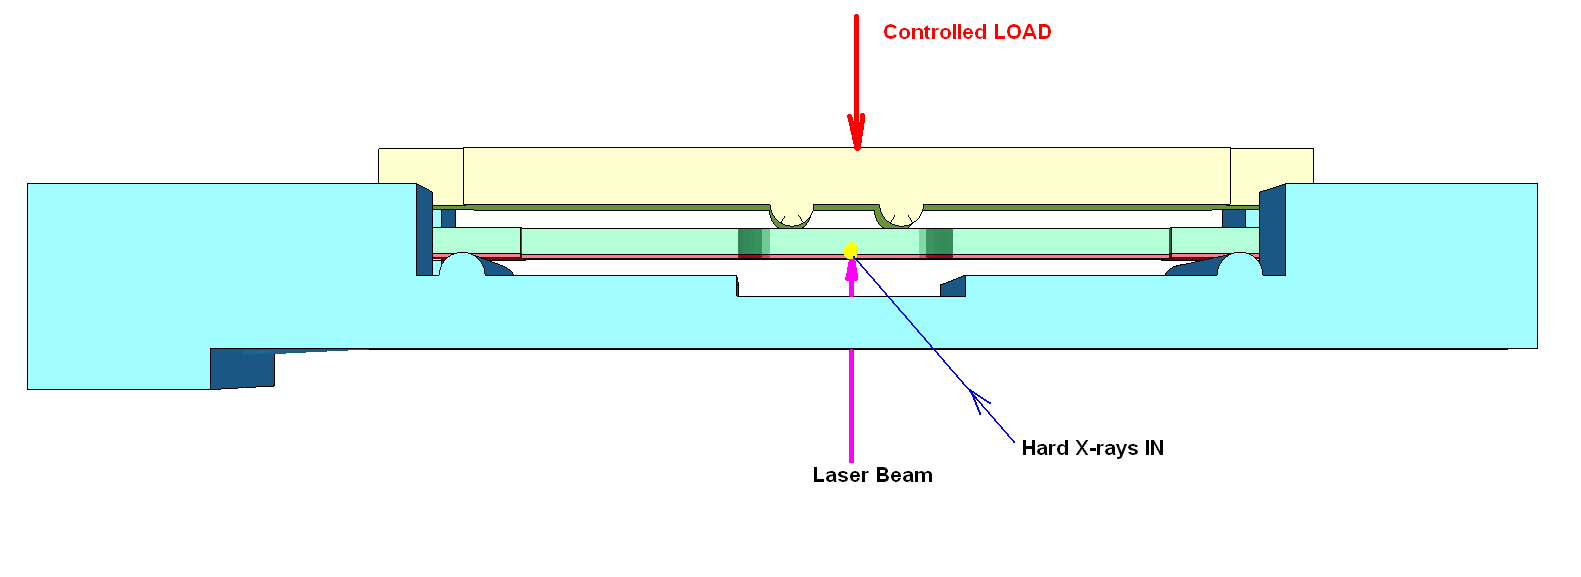 Controlled LOAD
Hard X-rays IN
Laser Beam